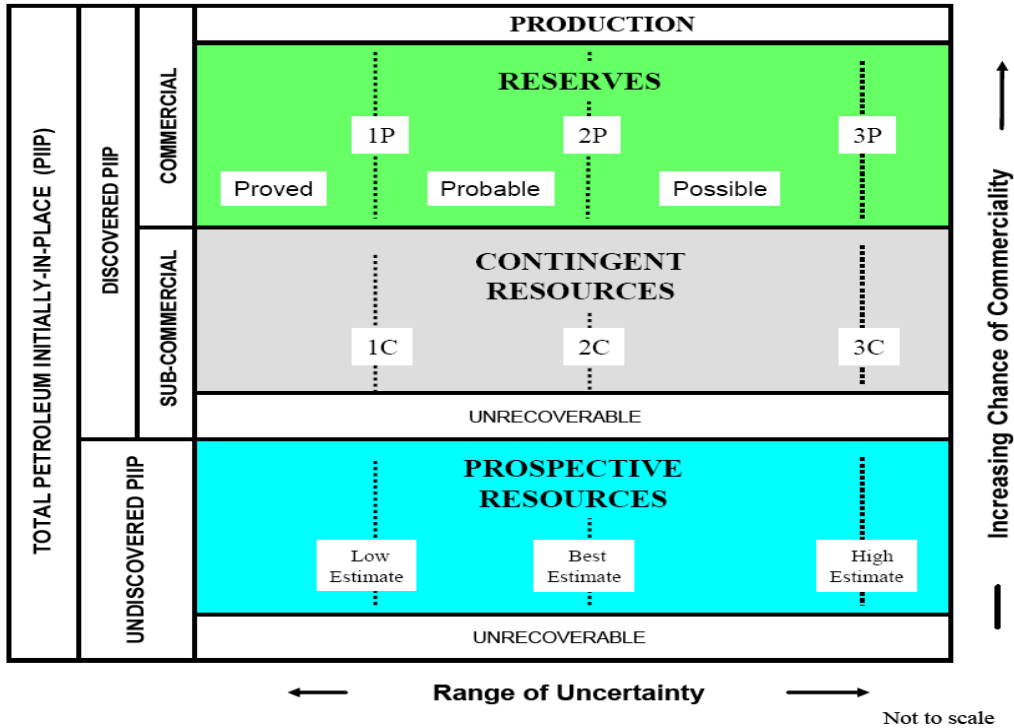 TOTAL PETROLEUM INITIALLY-IN-PLACE (PIIP)
DISCOVERED PIIP
UNDISCOVERED PIIP
COMMERCIAL
SUB-COMMERCIAL
PRODUCTION
RESERVES
1P
2P
3P
Proved
Probable
Possible
CONTINGENT
RESOURCES
1C
2C
3C
UNRECOVERABLE
PROSPECTIVE
RESOURCES
Low
Estimate
Best
Estimate
High
Estimate
UNRECOVERABLE
Increasing Chance of Commerciality
Range of Uncertainty
Not to scale